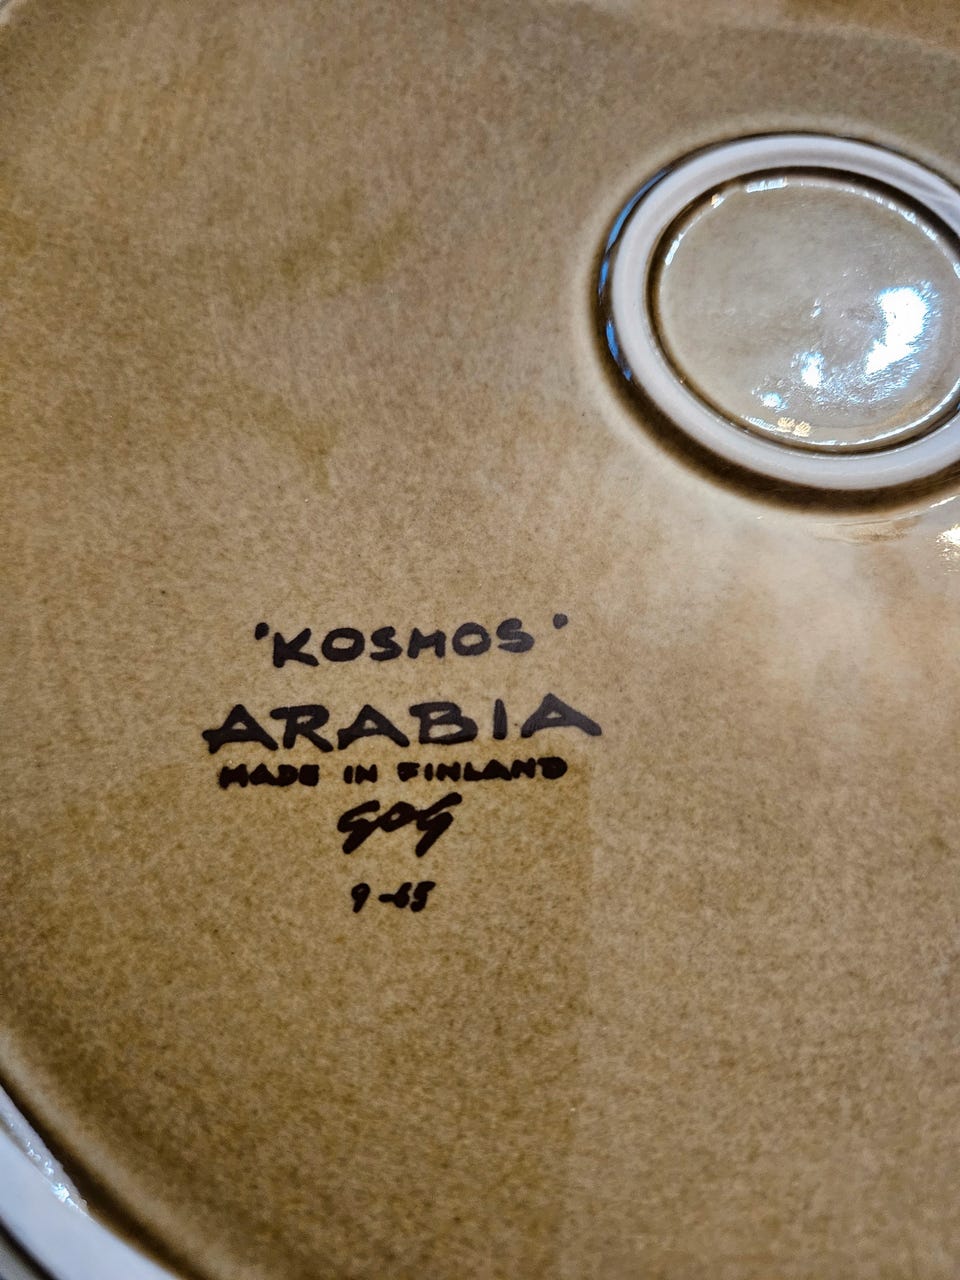 'KOSMOS'
ARABIA
MADE IN FINLAND
GOG
9-65